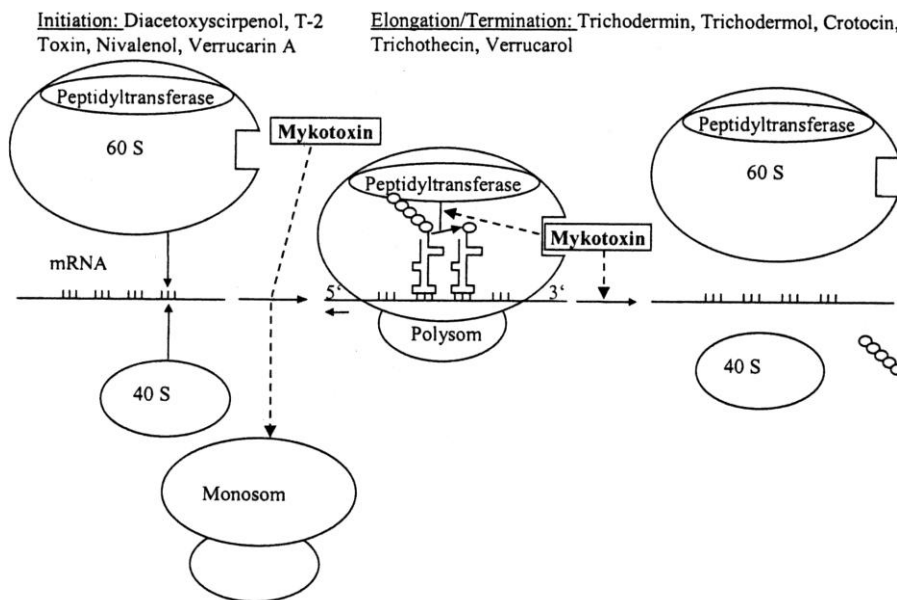 Initiation: Diacetoxyscirpenol, T-2
Toxin, Nivalenol, Verrucarin A
Elongation/Termination: Trichodermin, Trichodermol, Crotocin,
Trichothecin, Verrucarol
Peptidyltransferase
60 S
Mykotoxin
Peptidyltransferase
Mykotoxin
Peptidyltransferase
60 S
mRNA
5‘
3‘
Polysom
40 S
40 S
Monosom